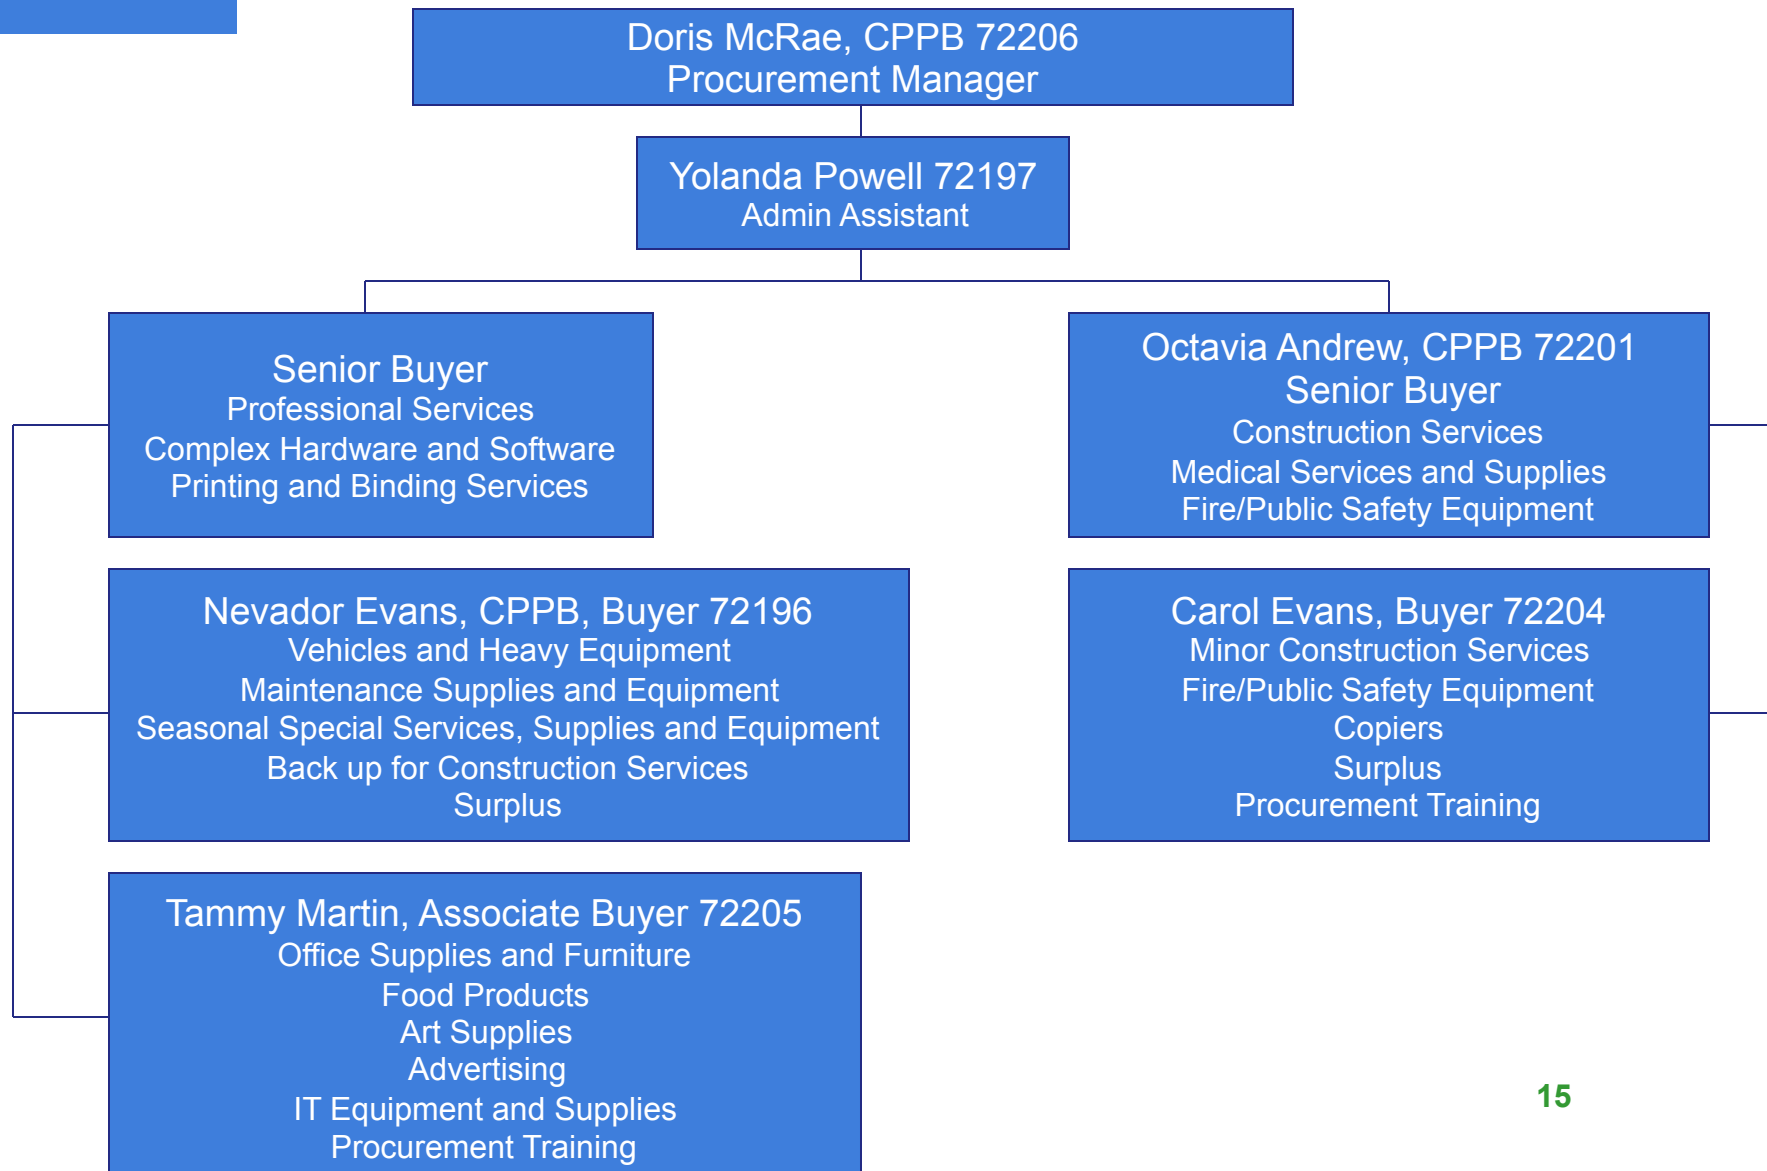 Doris McRae, CPPB 72206
Procurement Manager
Yolanda Powell 72197
Admin Assistant
Senior Buyer
Professional Services
Complex Hardware and Software
Printing and Binding Services
Octavia Andrew, CPPB 72201
Senior Buyer
Construction Services
Medical Services and Supplies
Fire/Public Safety Equipment
Nevador Evans, CPPB, Buyer 72196
Vehicles and Heavy Equipment
Maintenance Supplies and Equipment
Seasonal Special Services, Supplies and Equipment
Back up for Construction Services
Surplus
Carol Evans, Buyer 72204
Minor Construction Services
Fire/Public Safety Equipment
Copiers
Surplus
Procurement Training
Tammy Martin, Associate Buyer 72205
Office Supplies and Furniture
Food Products
Art Supplies
Advertising
IT Equipment and Supplies
Procurement Training
15